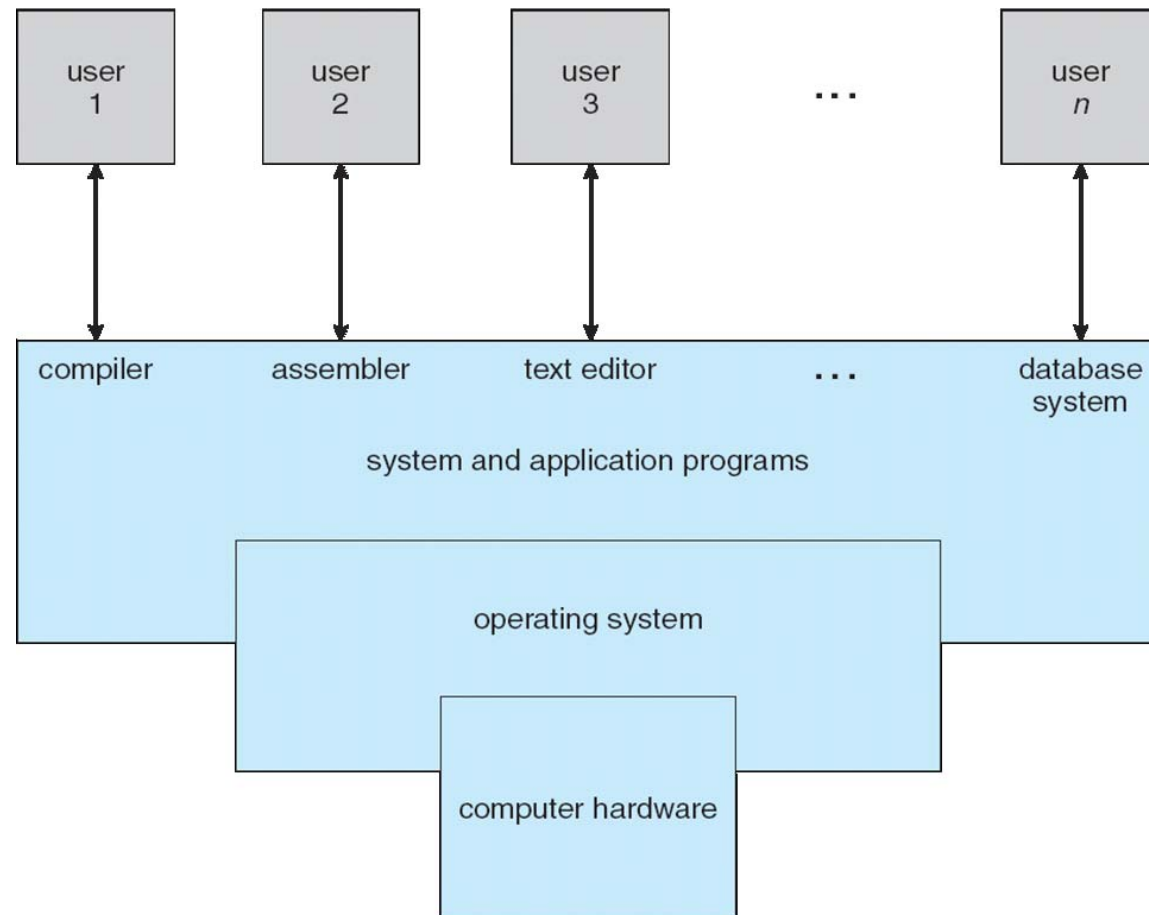 user
1
user
2
user
3
...
user
n
compiler
assembler
text editor
...
database
system
system and application programs
operating system
computer hardware